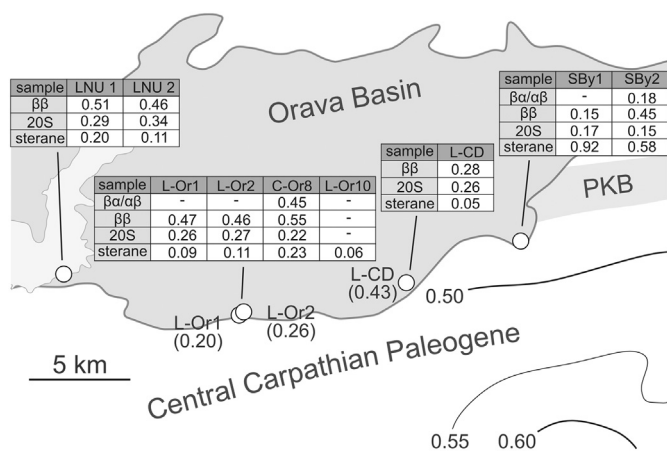 Orava Basin
sample LNU 1 LNU 2
ββ 0.51 0.46
20S 0.29 0.34
sterane 0.20 0.11
sample SBy1 SBy2
βα/αβ - 0.18
ββ 0.15 0.45
20S 0.17 0.15
sterane 0.92 0.58
sample L-CD
ββ 0.28
20S 0.26
sterane 0.05
sample L-Or1 L-Or2 C-Or8 L-Or10
βα/αβ - - 0.45 -
ββ 0.47 0.46 0.55 -
20S 0.26 0.27 0.22 -
sterane 0.09 0.11 0.23 0.06
PKB
L-CD
(0.43)
0.50
L-Or1
(0.20)
L-Or2
(0.26)
5 km
Central Carpathian Paleogene
0.55
0.60